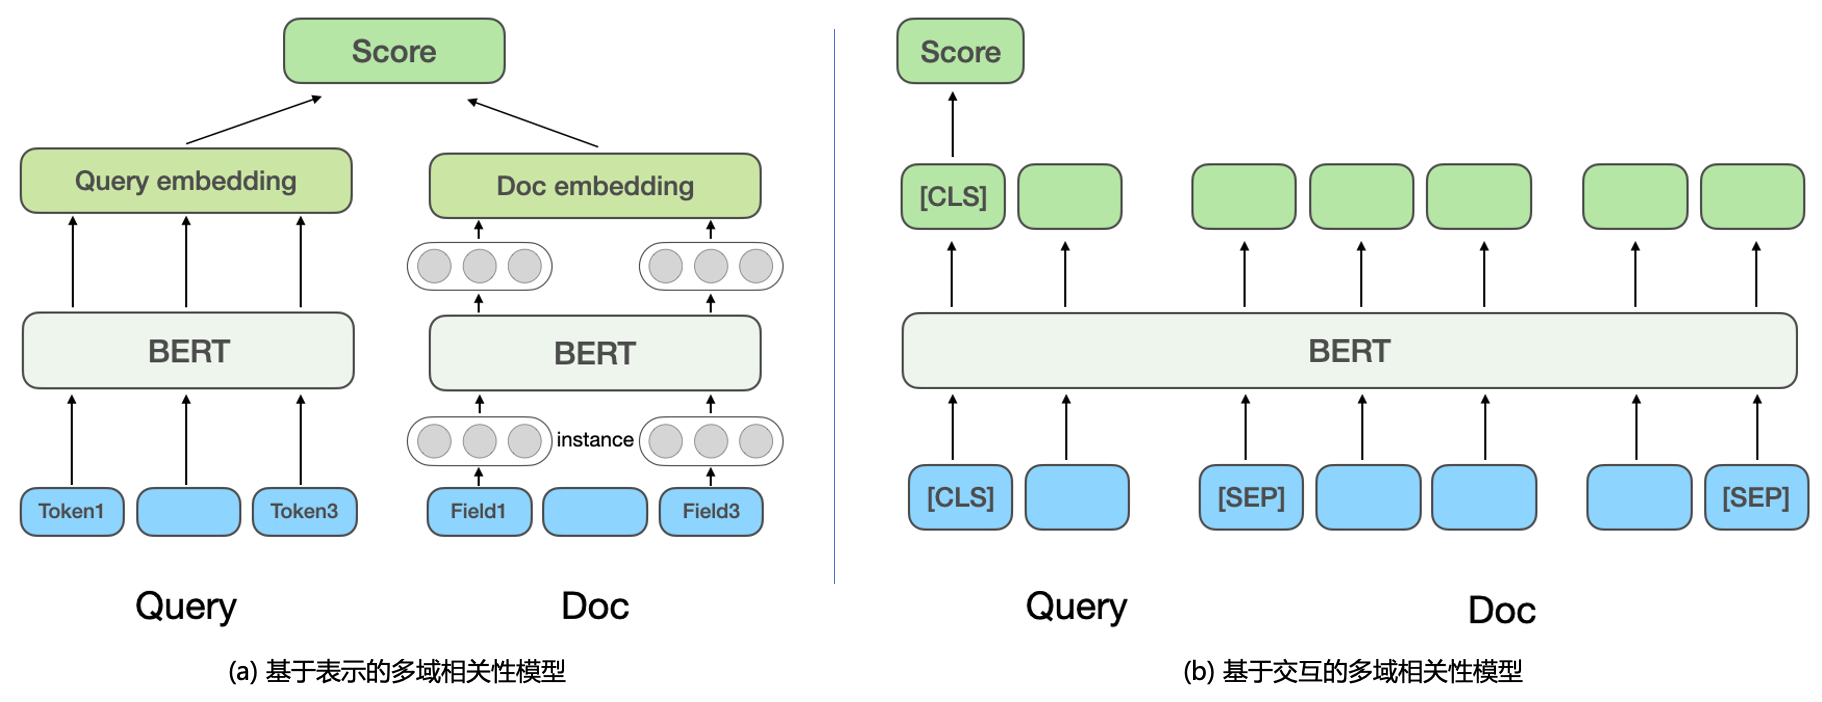 Score
Query embedding
Doc embedding
BERT
BERT
instance
Token1
Token3
Field1
Field3
Query
Doc
(a) 基于表示的多域相关性模型
Score
[CLS]
BERT
[CLS]
[SEP]
[SEP]
Query
Doc
(b) 基于交互的多域相关性模型